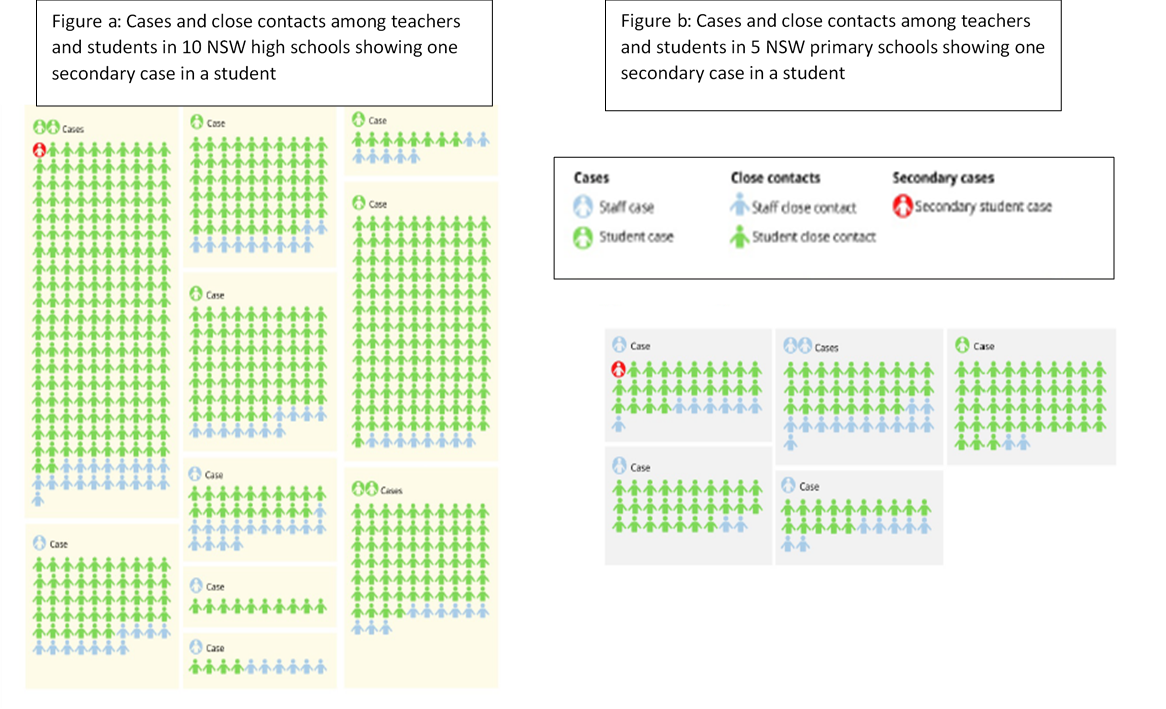 Figure a: Cases and close contacts among teachers
and students in 10 NSW high schools showing one
secondary case in a student
Figure b: Cases and close contacts among teachers
and students in 5 NSW primary schools showing one
secondary case in a student
Cases
Case
Case
Case
Case
Case
Cases
Case
Case
Case
Cases
Close contacts
Secondary cases
Staff case
Staff close contact
Secondary student case
Student case
Student close contact
Case
Cases
Case
Case
Case